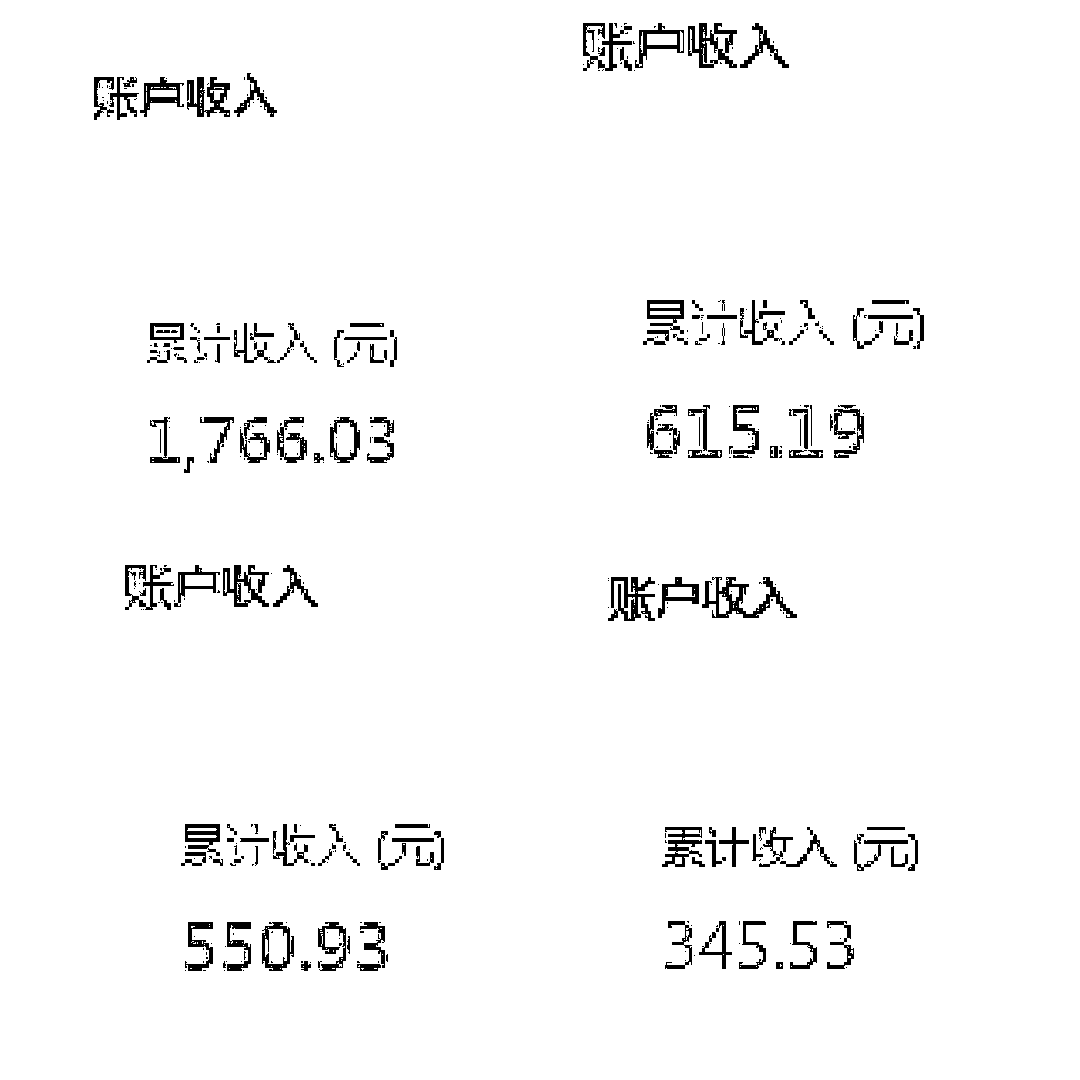 账户收入
累计收入 (元)
1,766.03
账户收入
累计收入 (元)
615.19
账户收入
累计收入 (元)
550.93
账户收入
累计收入 (元)
345.53